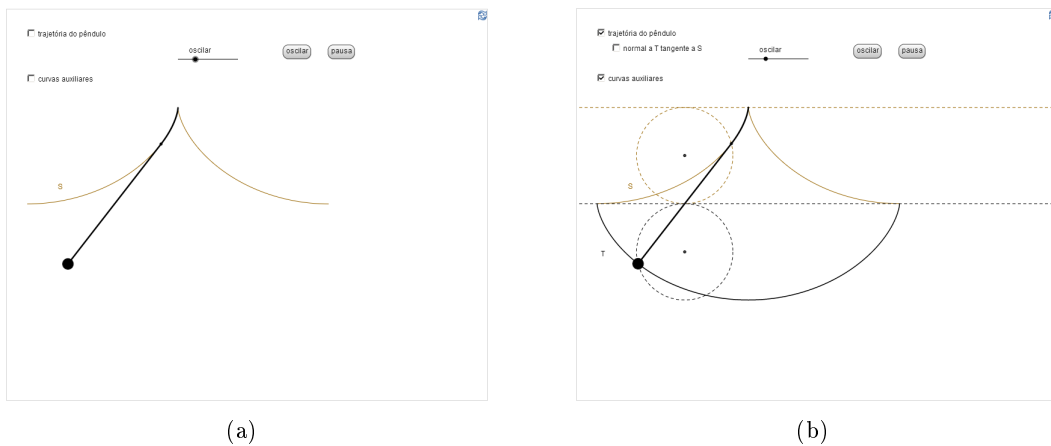 trajetória do pêndulo
oscilar
oscilar
pausa
curvas auxiliares
S
(a)
trajetória do pêndulo
normal a T tangente a S
oscilar
oscilar
pausa
curvas auxiliares
S
T
(b)